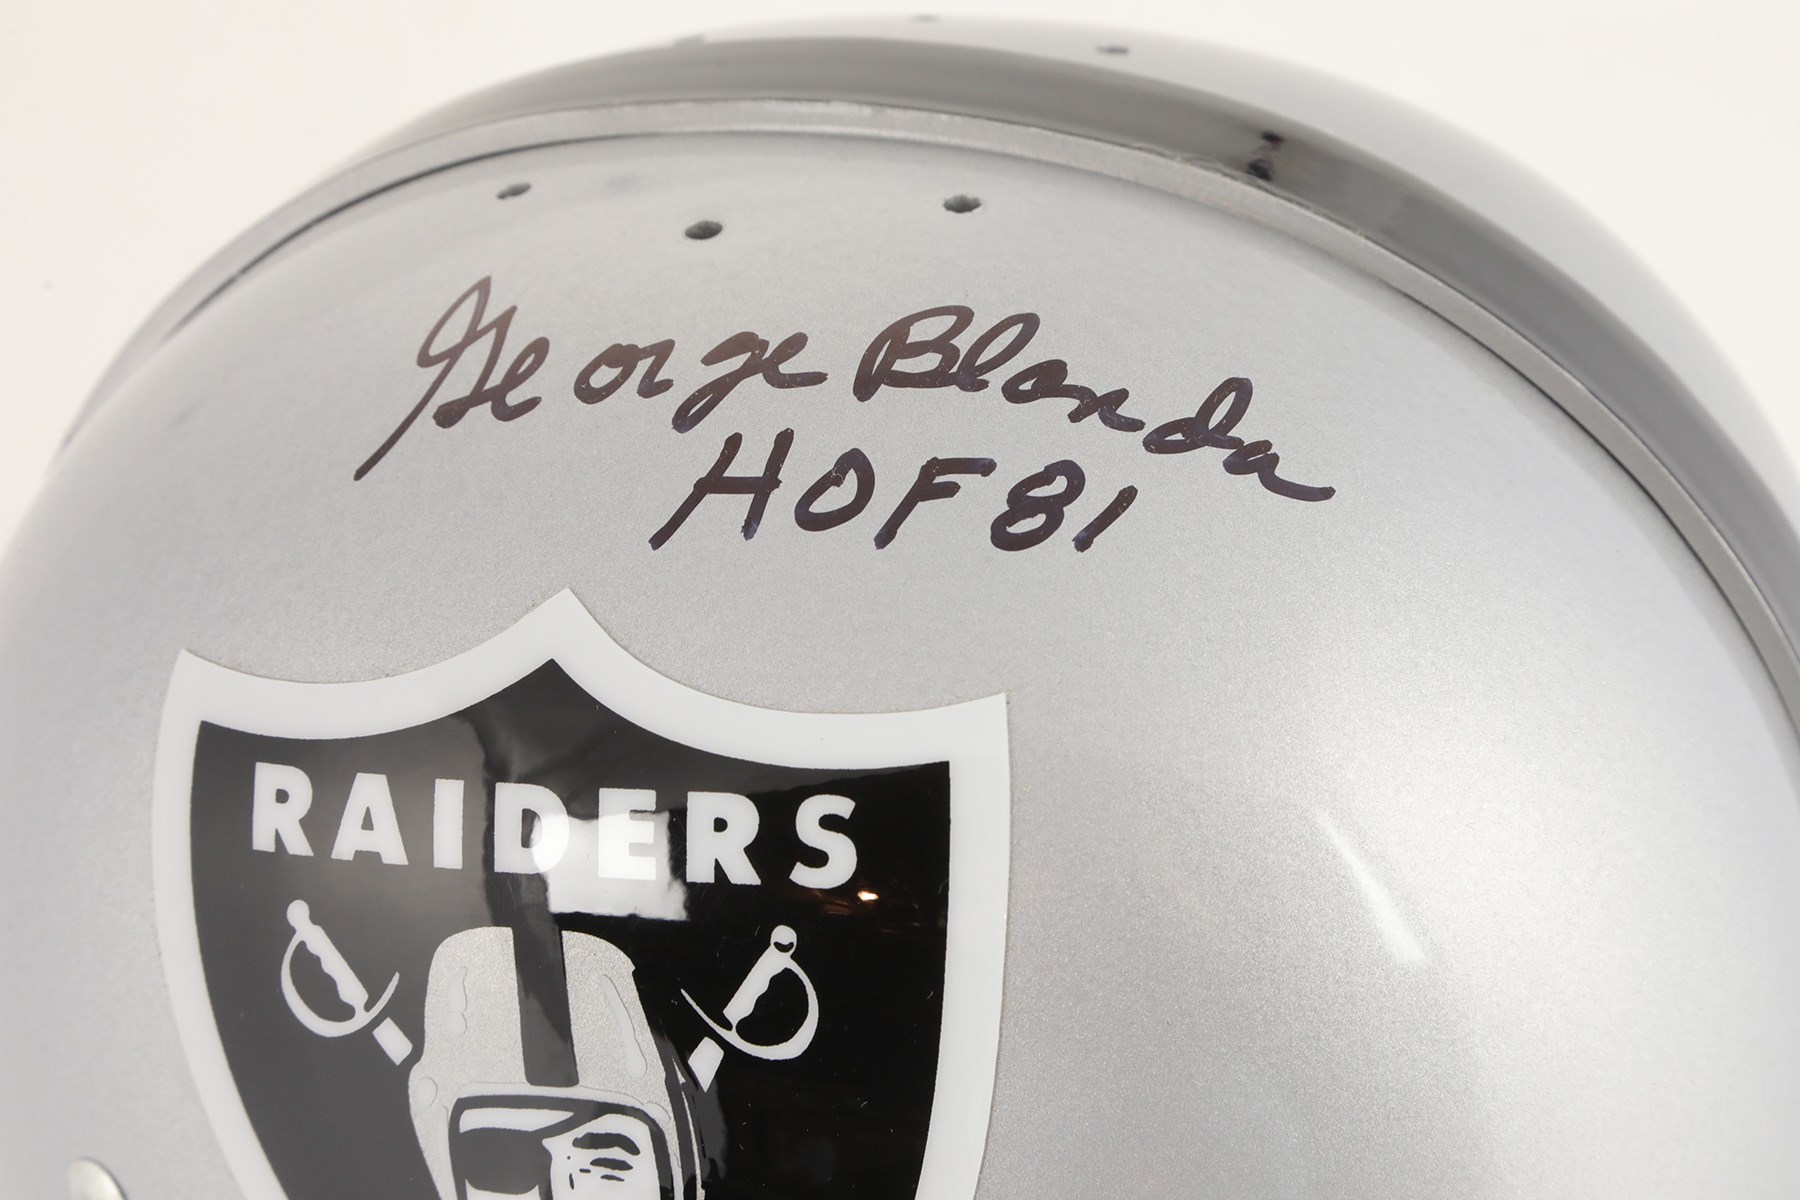 George Blanda
HOF 81
RAIDERS